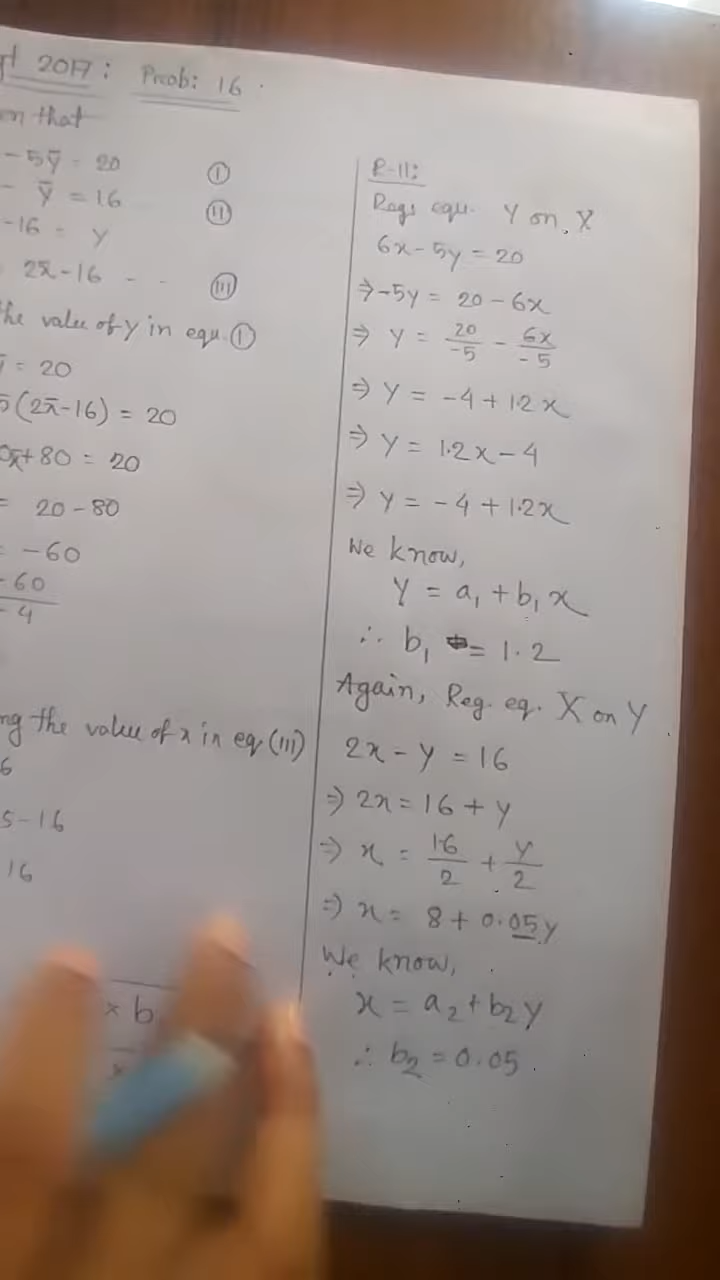 2017: Prob: 16
that
- 5ȳ = 20 (I)
- ȳ = 16 (II)
-16 = y
2x̄ - 16 - - (III)
the value of y in equ. (I)
= 20
5(2x̄-16) = 20
0x̄ + 80 = 20
= 20 - 80
= -60
-60
-4
the value of x in eq (III)
6
5 - 16
16
× b
×
R-11:
Regs equ. Y on X
6x - 5y = 20
⇒ -5y = 20 - 6x
⇒ y = 20/-5 - 6x/-5
⇒ y = -4 + 1.2x
⇒ y = 1.2x - 4
⇒ y = -4 + 1.2x
We know,
Y = a₁ + b₁x
∴ b₁ = 1.2
Again, Reg. eq. X on Y
2x - y = 16
⇒ 2x = 16 + y
⇒ x = 16/2 + y/2
⇒ x = 8 + 0.05y
We know,
x = a₂ + b₂y
∴ b₂ = 0.05